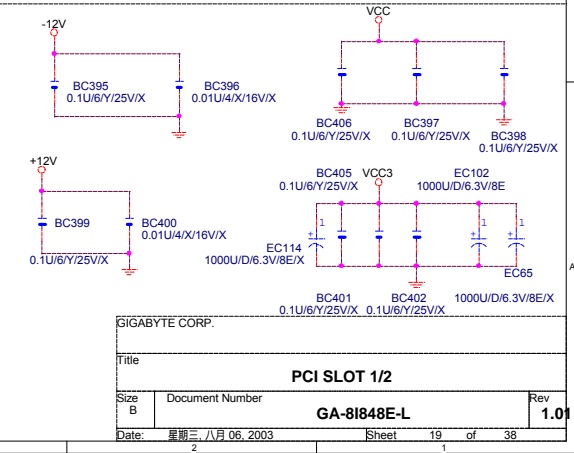 -12V
VCC
BC395
0.1U/6/Y/25V/X
BC396
0.01U/4/X/16V/X
BC406
0.1U/6/Y/25V/X
BC397
0.1U/6/Y/25V/X
BC398
0.1U/6/Y/25V/X
+12V
BC399
0.1U/6/Y/25V/X
BC400
0.01U/4/X/16V/X
BC405
0.1U/6/Y/25V/X
VCC3
EC102
1000U/D/6.3V/8E
+ 1
+ 1
+ 1
EC114
1000U/D/6.3V/8E/X
EC65
1000U/D/6.3V/8E/X
BC401
0.1U/6/Y/25V/X
BC402
0.1U/6/Y/25V/X
A
GIGABYTE CORP.
Title
PCI SLOT 1/2
Size
B
Document Number
GA-8I848E-L
Rev
1.01
Date: 星期三, 八月 06, 2003
Sheet 19 of 38
2
1